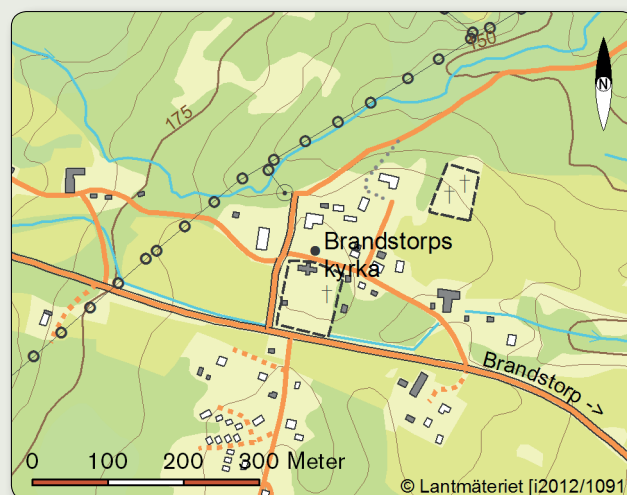 150
N
175
Brandstorps
kyrka
Brandstorp ->
0 100 200 300 Meter
© Lantmäteriet [i2012/1091